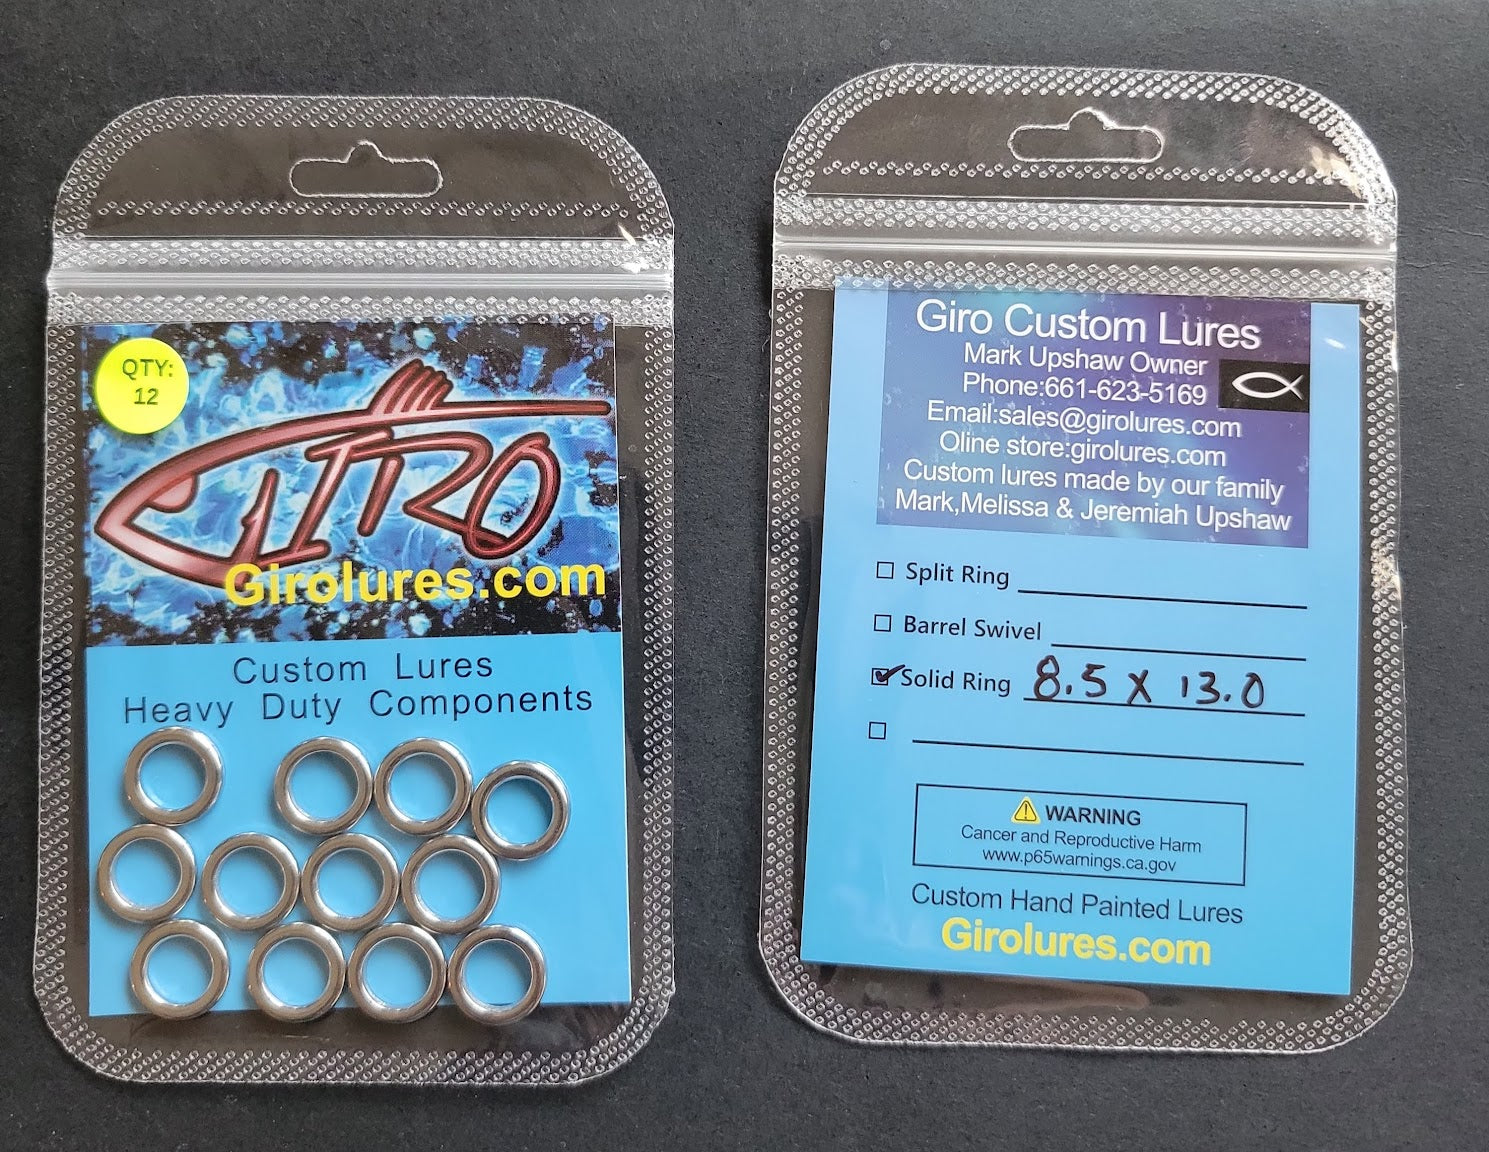 QTY:
12
GIRO
Girolures.com
Custom Lures
Heavy Duty Components
Giro Custom Lures
Mark Upshaw Owner
Phone:661-623-5169
Email:sales@girolures.com
Oline store:girolures.com
Custom lures made by our family
Mark,Melissa & Jeremiah Upshaw
Split Ring
Barrel Swivel
Solid Ring 8.5 x 13.0
WARNING
Cancer and Reproductive Harm
www.p65warnings.ca.gov
Custom Hand Painted Lures
Girolures.com